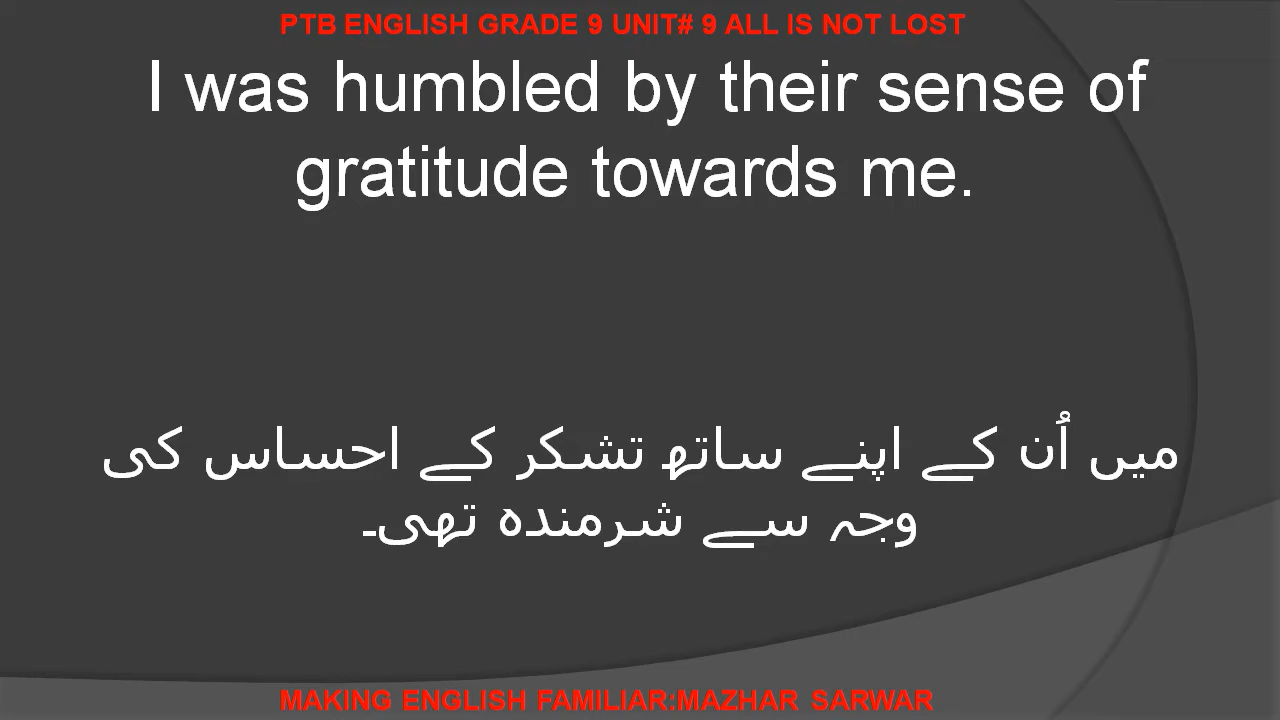 PTB ENGLISH GRADE 9 UNIT# 9 ALL IS NOT LOST
I was humbled by their sense of
gratitude towards me.
میں اُن کے اپنے ساتھ تشکر کے احساس کی
وجہ سے شرمندہ تھی۔
MAKING ENGLISH FAMILIAR:MAZHAR SARWAR